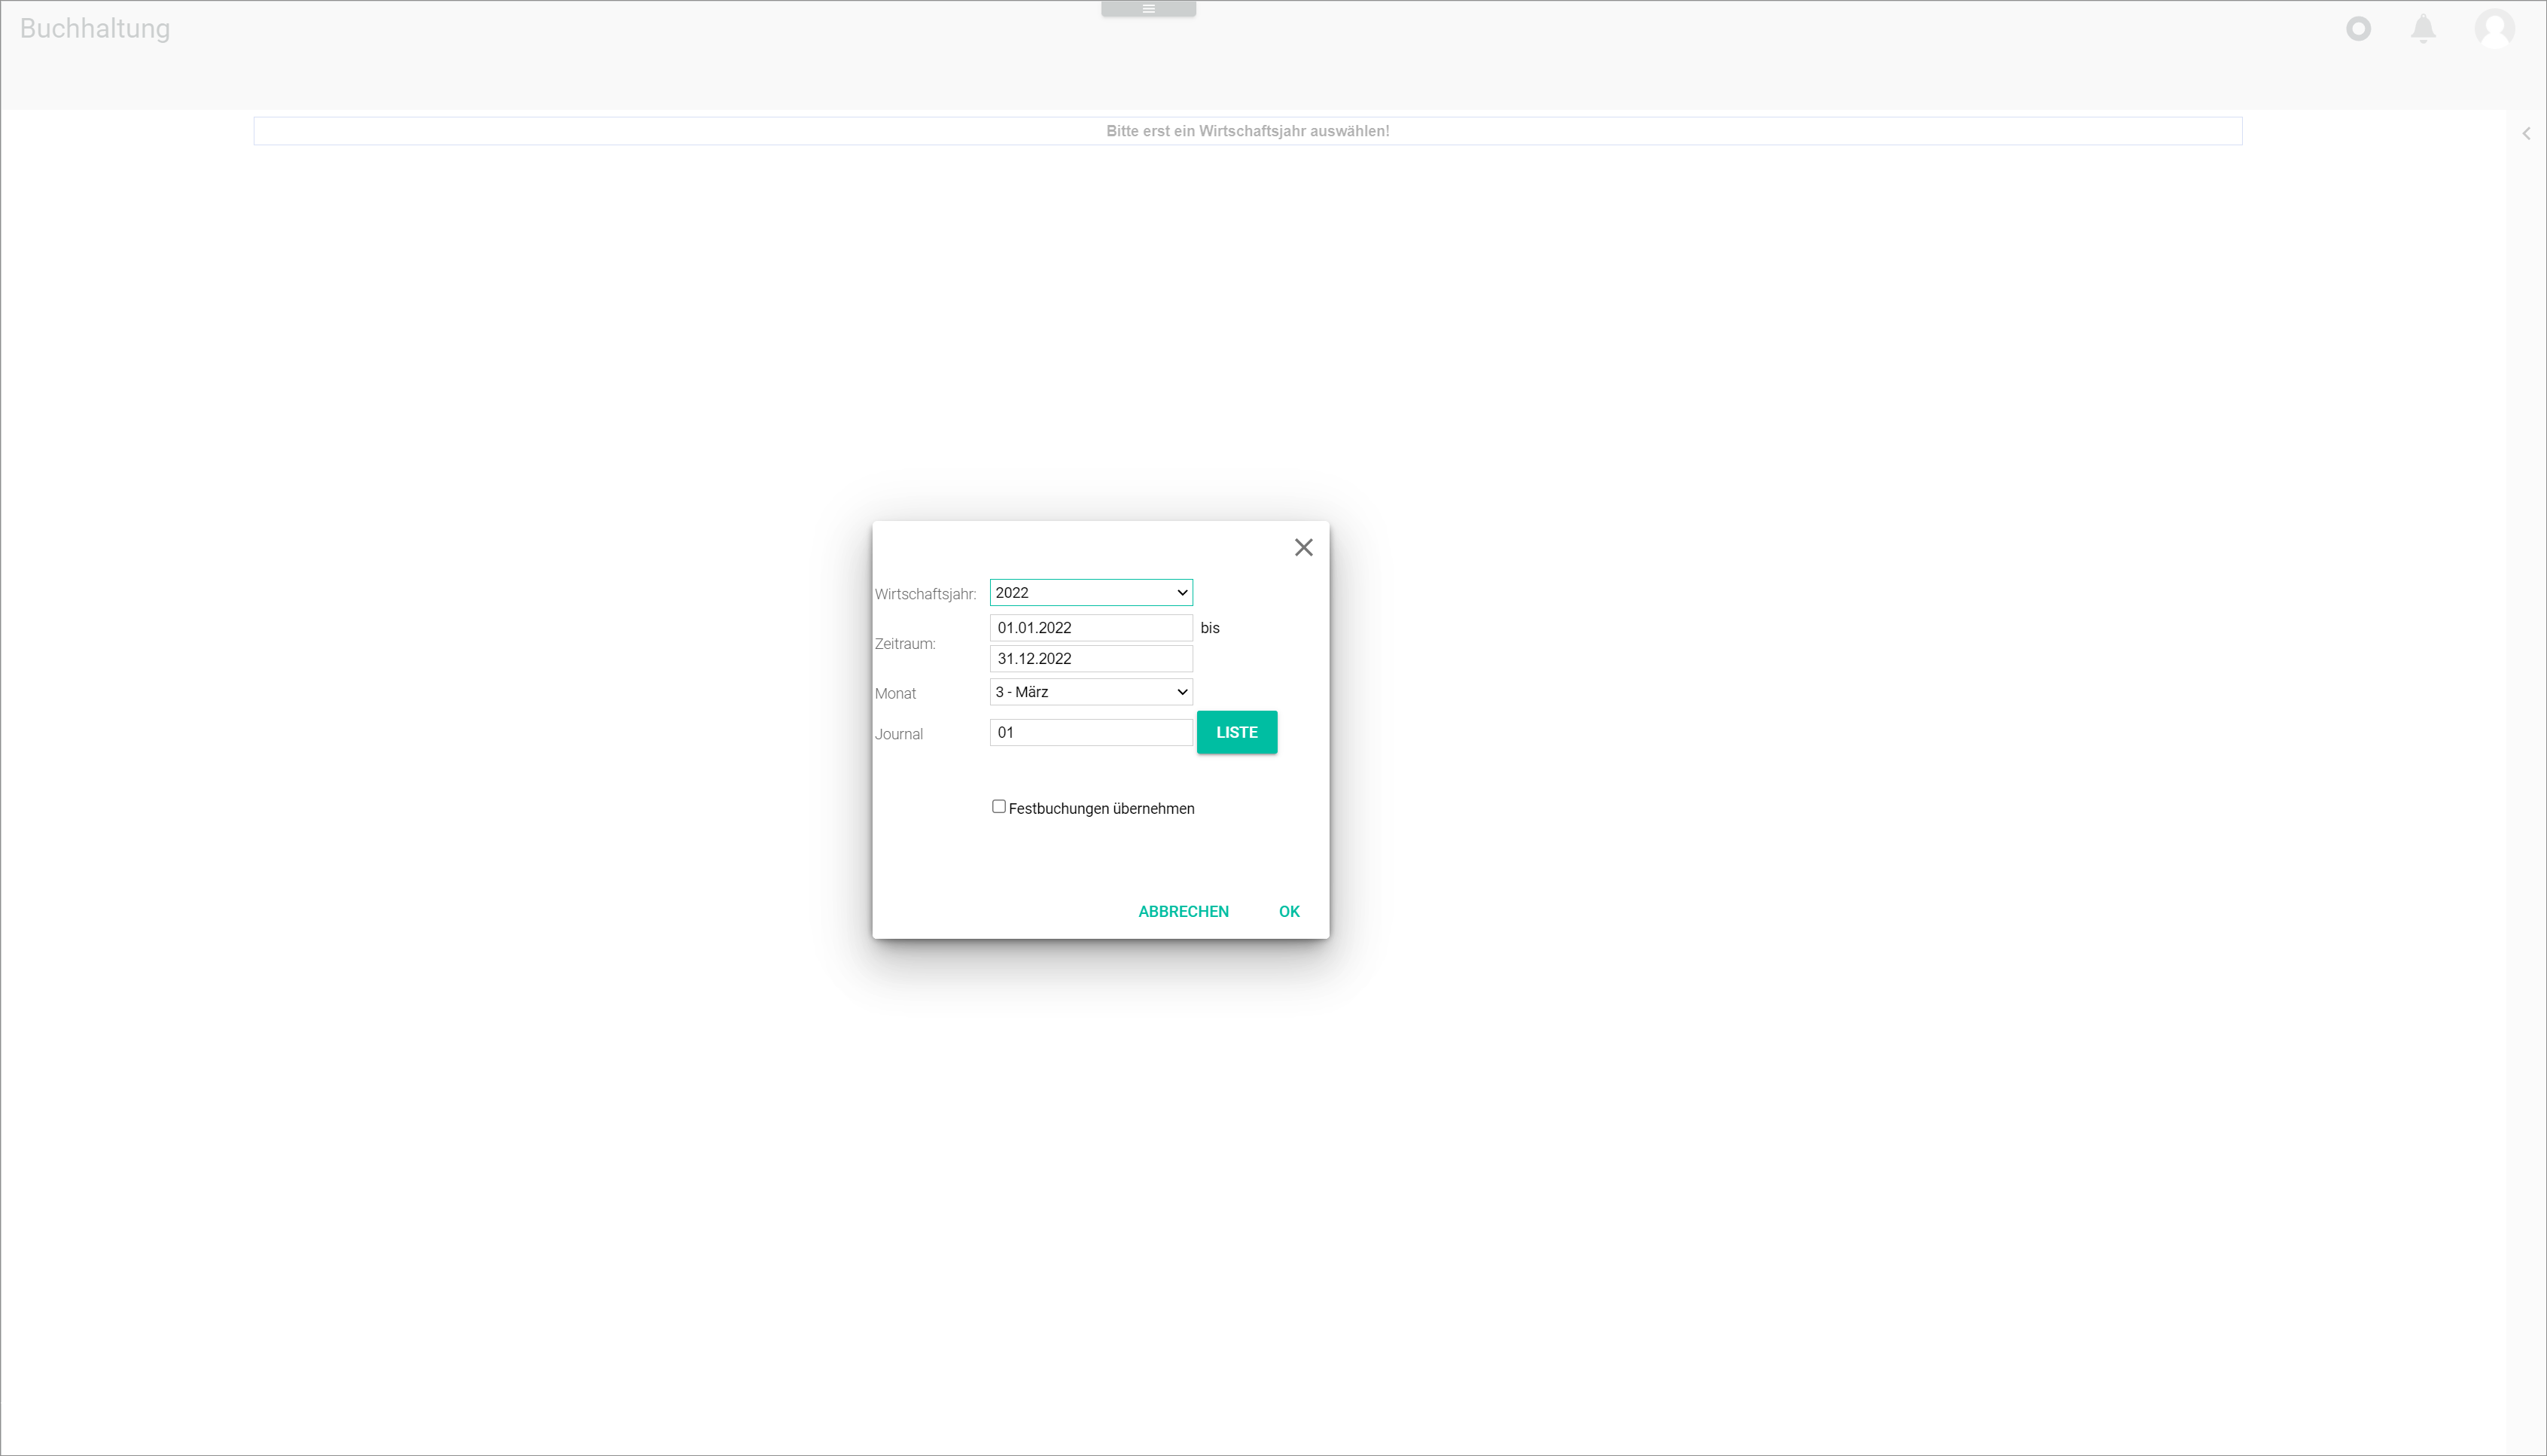 Buchhaltung
Bitte erst ein Wirtschaftsjahr auswählen!
Wirtschaftsjahr: 2022
Zeitraum: 01.01.2022 bis
31.12.2022
Monat 3 - März
Journal 01 LISTE
Festbuchungen übernehmen
ABBRECHEN OK